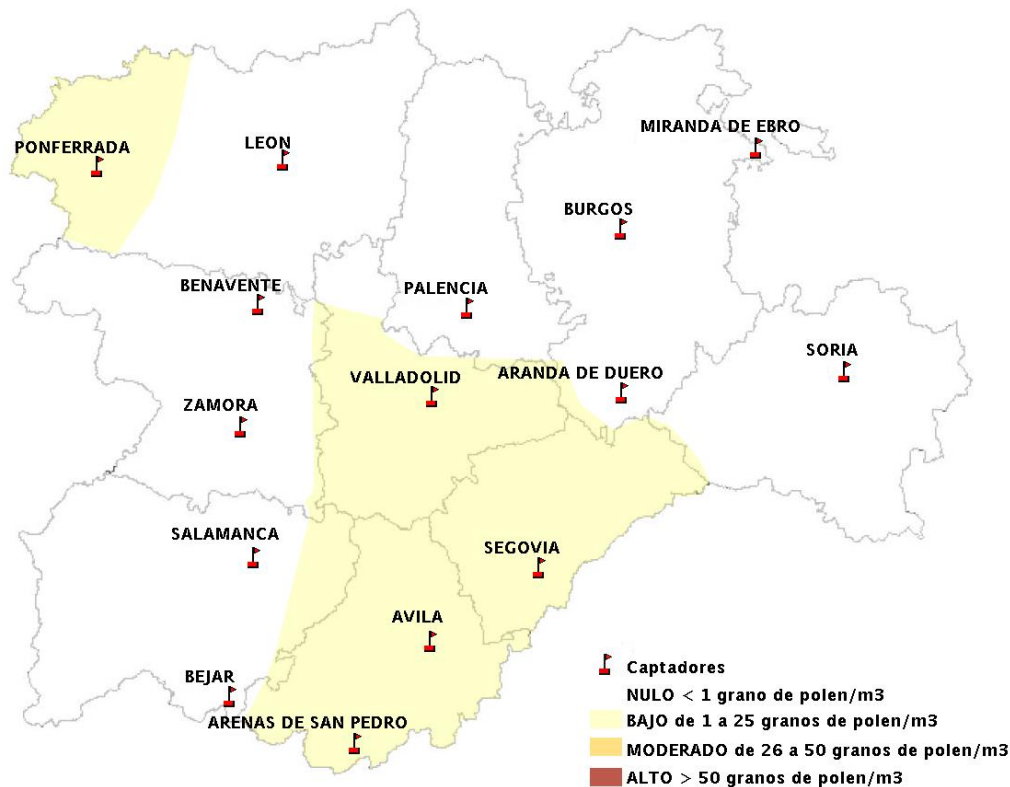 MIRANDA DE EBRO
PONFERRADA
LEON
BURGOS
BENAVENTE
PALENCIA
SORIA
VALLADOLID
ARANDA DE DUERO
ZAMORA
SALAMANCA
SEGOVIA
AVILA
BEJAR
ARENAS DE SAN PEDRO
Captadores
NULO < 1 grano de polen/m3
BAJO de 1 a 25 granos de polen/m3
MODERADO de 26 a 50 granos de polen/m3
ALTO > 50 granos de polen/m3